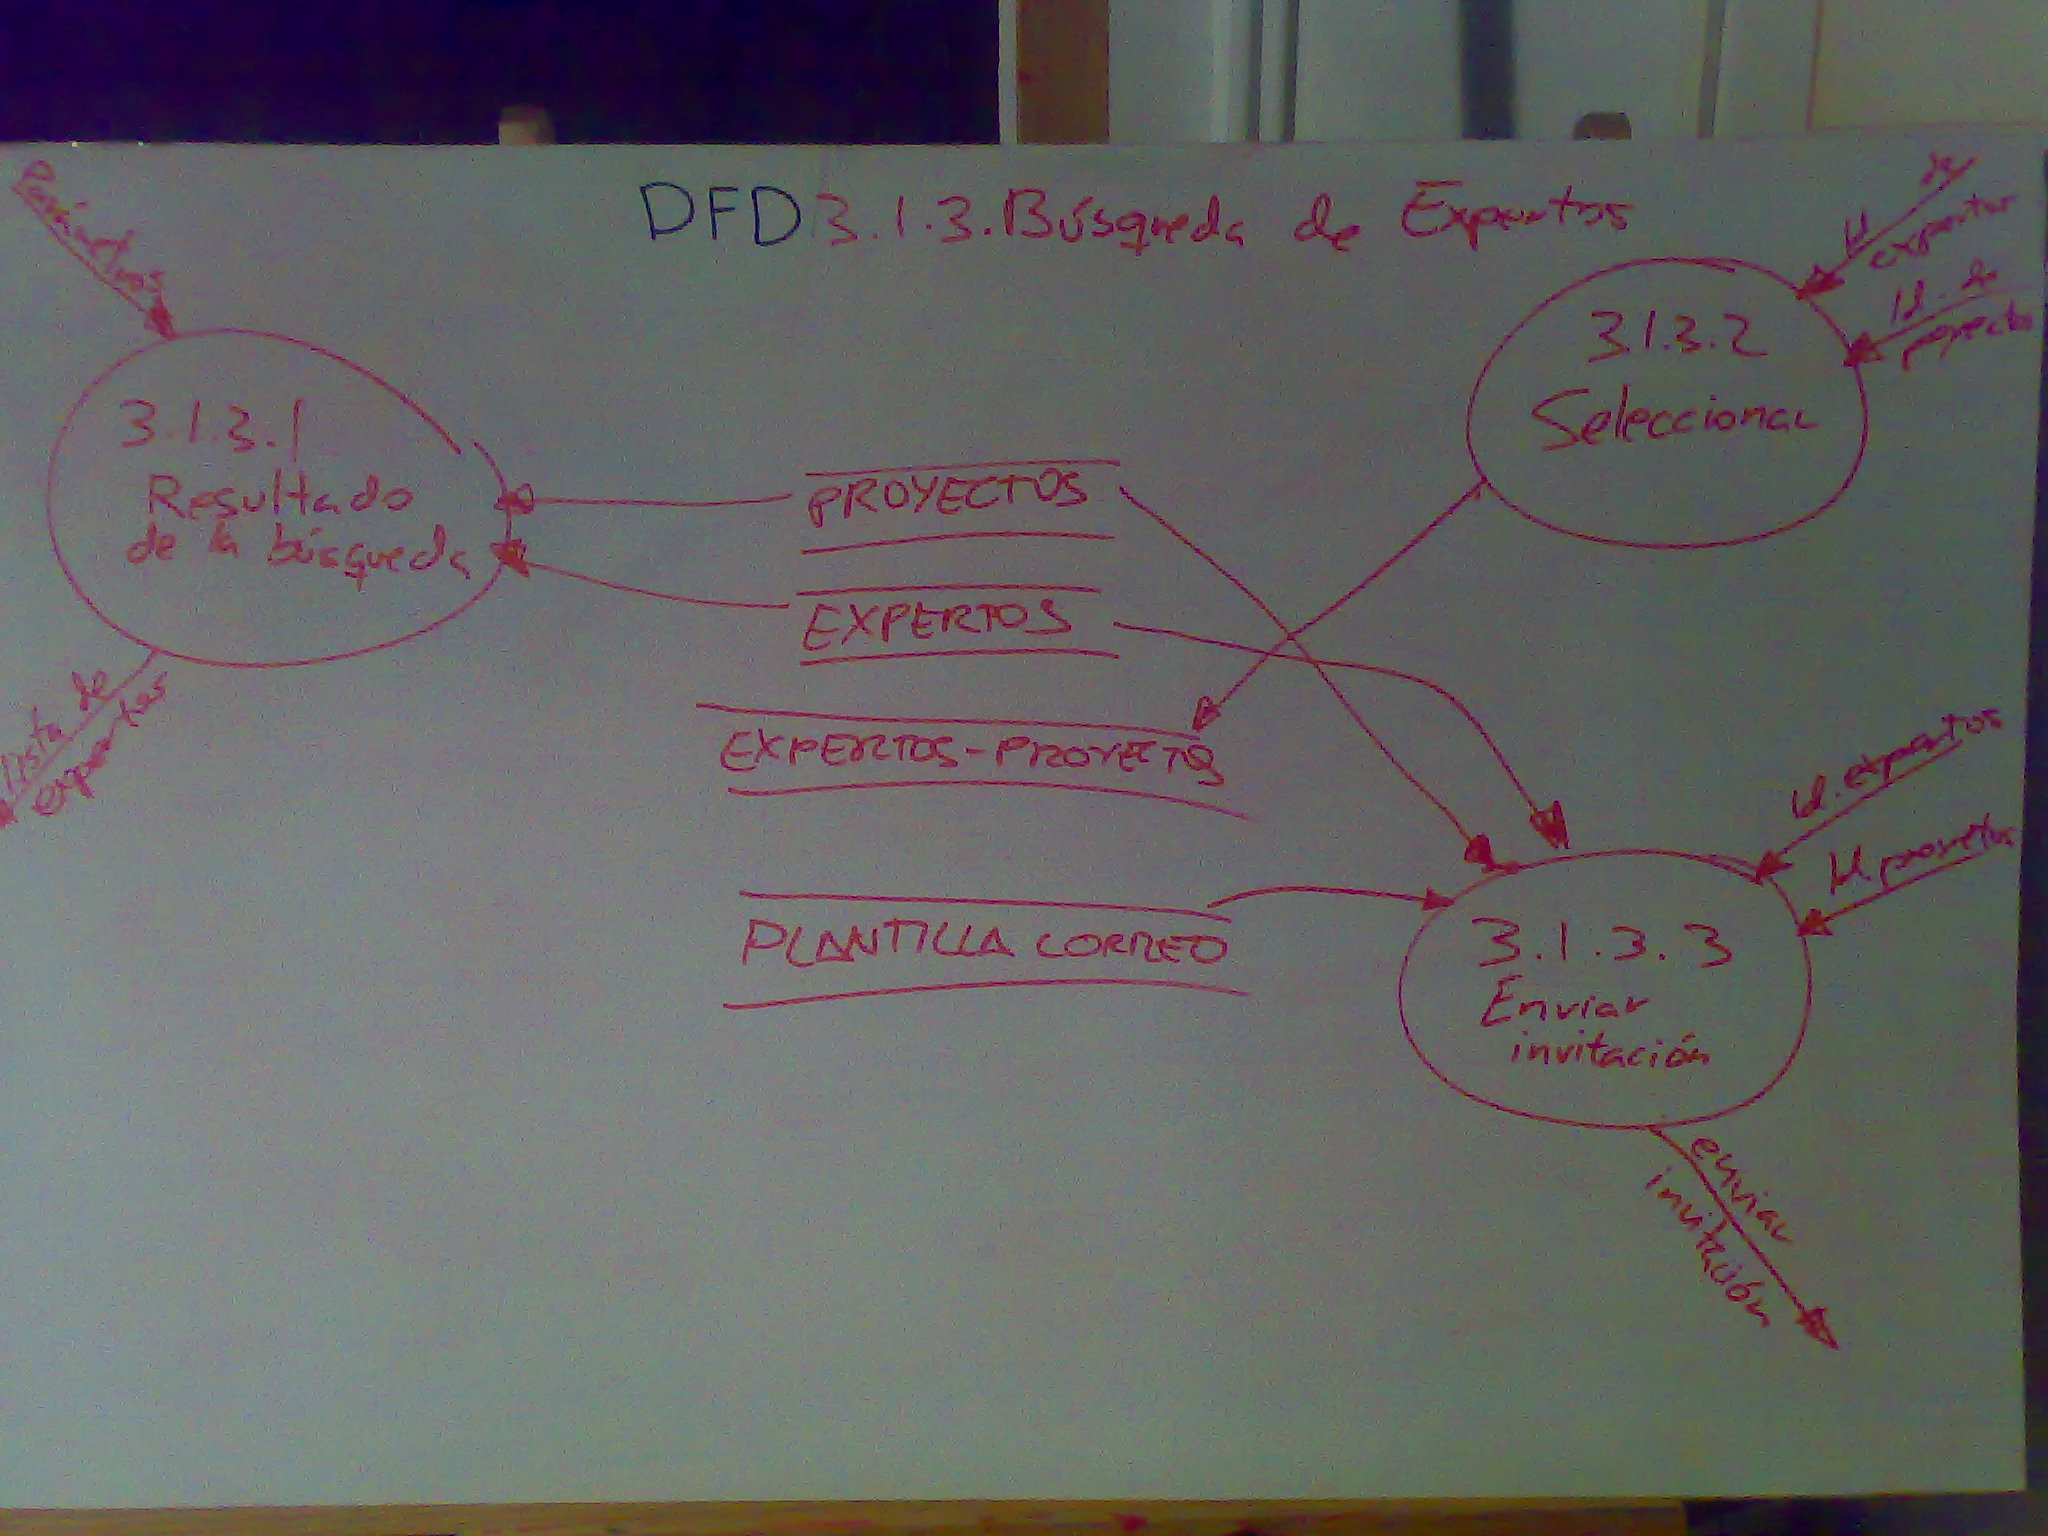 DFD 3.1.3. Búsqueda de Expertos
Parámetros
3.1.3.1
Resultado
de la búsqueda
Lista de
expertos
PROYECTOS
EXPERTOS
EXPERTOS-PROYECTOS
PLANTILLA CORREO
Id de
expertos
Id. de
proyectos
3.1.3.2
Seleccionar
Id. expertos
Id. proyectos
3.1.3.3
Enviar
invitación
enviar
invitación